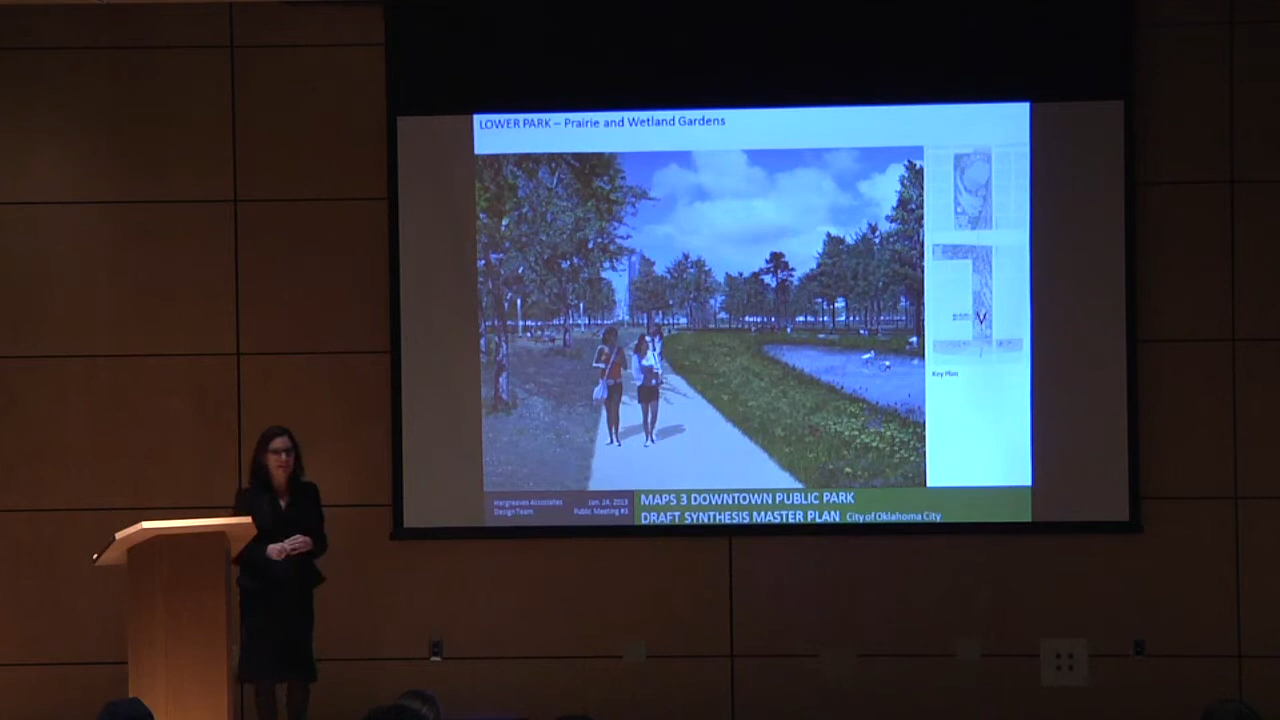 LOWER PARK – Prairie and Wetland Gardens
Key Plan
Hargreaves Associates
Design Team
Jan. 24, 2013
Public Meeting #3
MAPS 3 DOWNTOWN PUBLIC PARK
DRAFT SYNTHESIS MASTER PLAN City of Oklahoma City